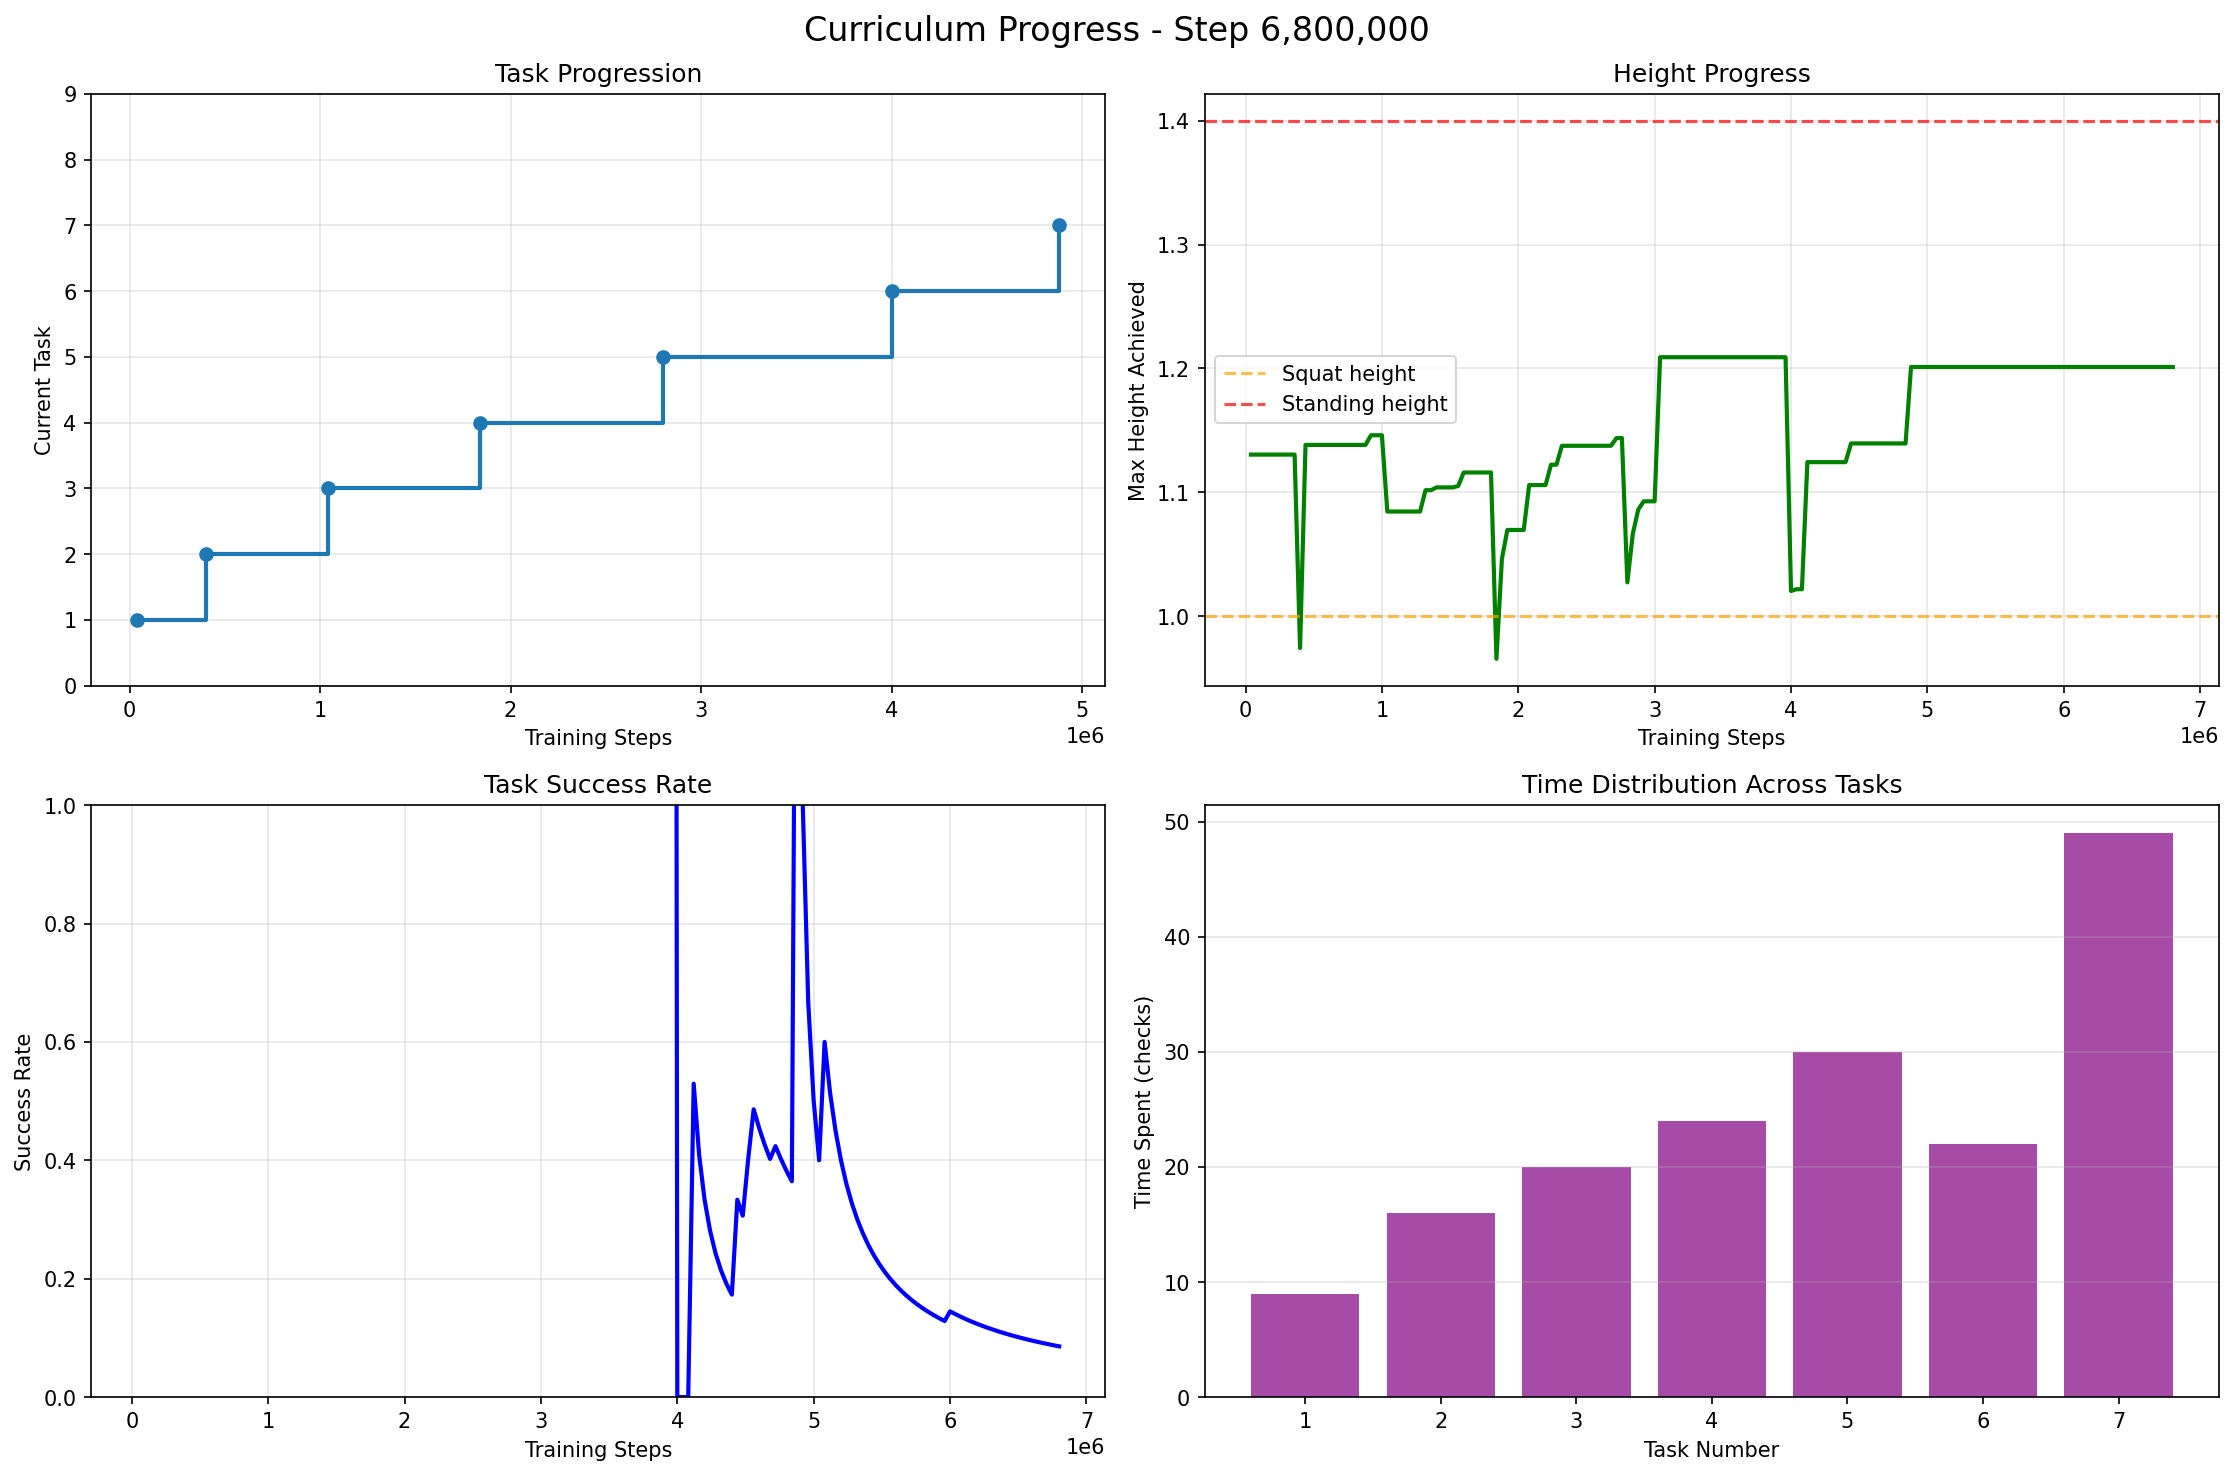 Curriculum Progress - Step 6,800,000
Task Progression
Current Task
9
8
7
6
5
4
3
2
1
0
0 1 2 3 4 5
1e6
Training Steps
Height Progress
Max Height Achieved
1.4
1.3
1.2
1.1
1.0
Squat height
Standing height
0 1 2 3 4 5 6 7
1e6
Training Steps
Task Success Rate
Success Rate
1.0
0.8
0.6
0.4
0.2
0.0
0 1 2 3 4 5 6 7
1e6
Training Steps
Time Distribution Across Tasks
Time Spent (checks)
50
40
30
20
10
0
1 2 3 4 5 6 7
Task Number